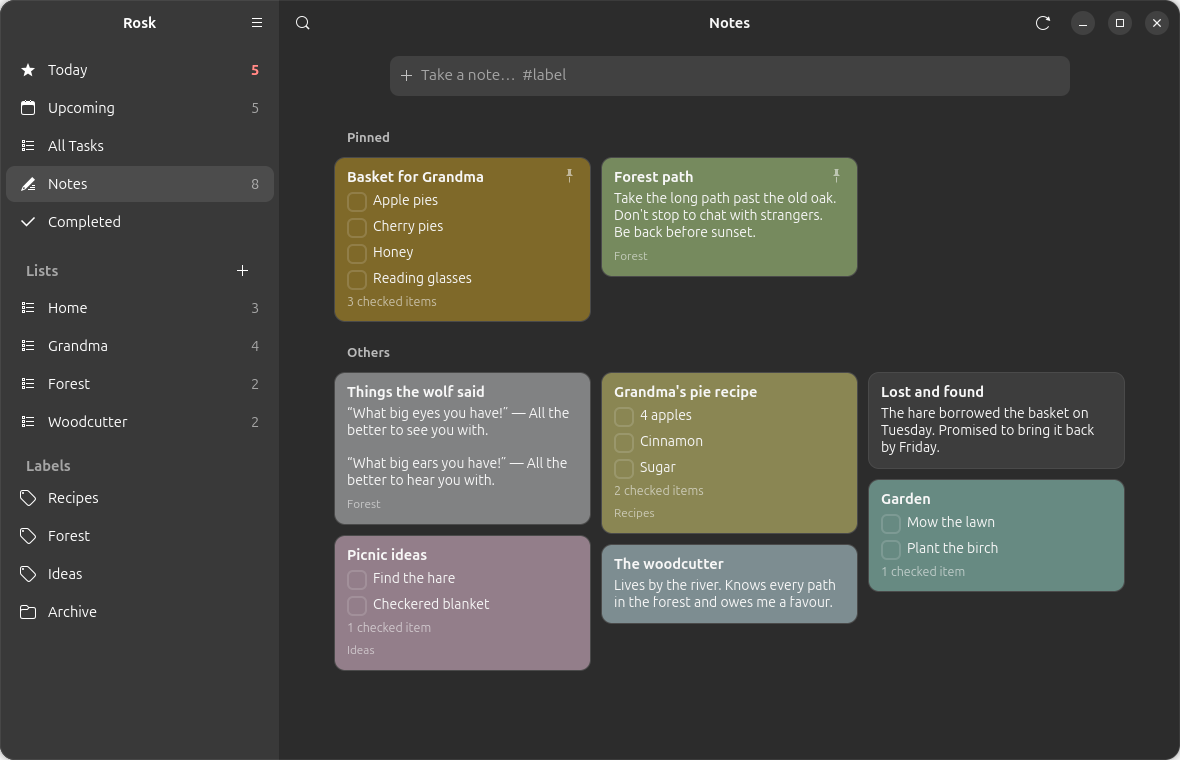 Rosk
Notes
Today 5
Upcoming 5
All Tasks
Notes 8
Completed
Lists
Home 3
Grandma 4
Forest 2
Woodcutter 2
Labels
Recipes
Forest
Ideas
Archive
Take a note… #label
Pinned
Basket for Grandma
Apple pies
Cherry pies
Honey
Reading glasses
3 checked items
Forest path
Take the long path past the old oak.
Don't stop to chat with strangers.
Be back before sunset.
Forest
Others
Things the wolf said
“What big eyes you have!” — All the
better to see you with.
“What big ears you have!” — All the
better to hear you with.
Forest
Picnic ideas
Find the hare
Checkered blanket
1 checked item
Ideas
Grandma's pie recipe
4 apples
Cinnamon
Sugar
2 checked items
Recipes
The woodcutter
Lives by the river. Knows every path
in the forest and owes me a favour.
Lost and found
The hare borrowed the basket on
Tuesday. Promised to bring it back
by Friday.
Garden
Mow the lawn
Plant the birch
1 checked item